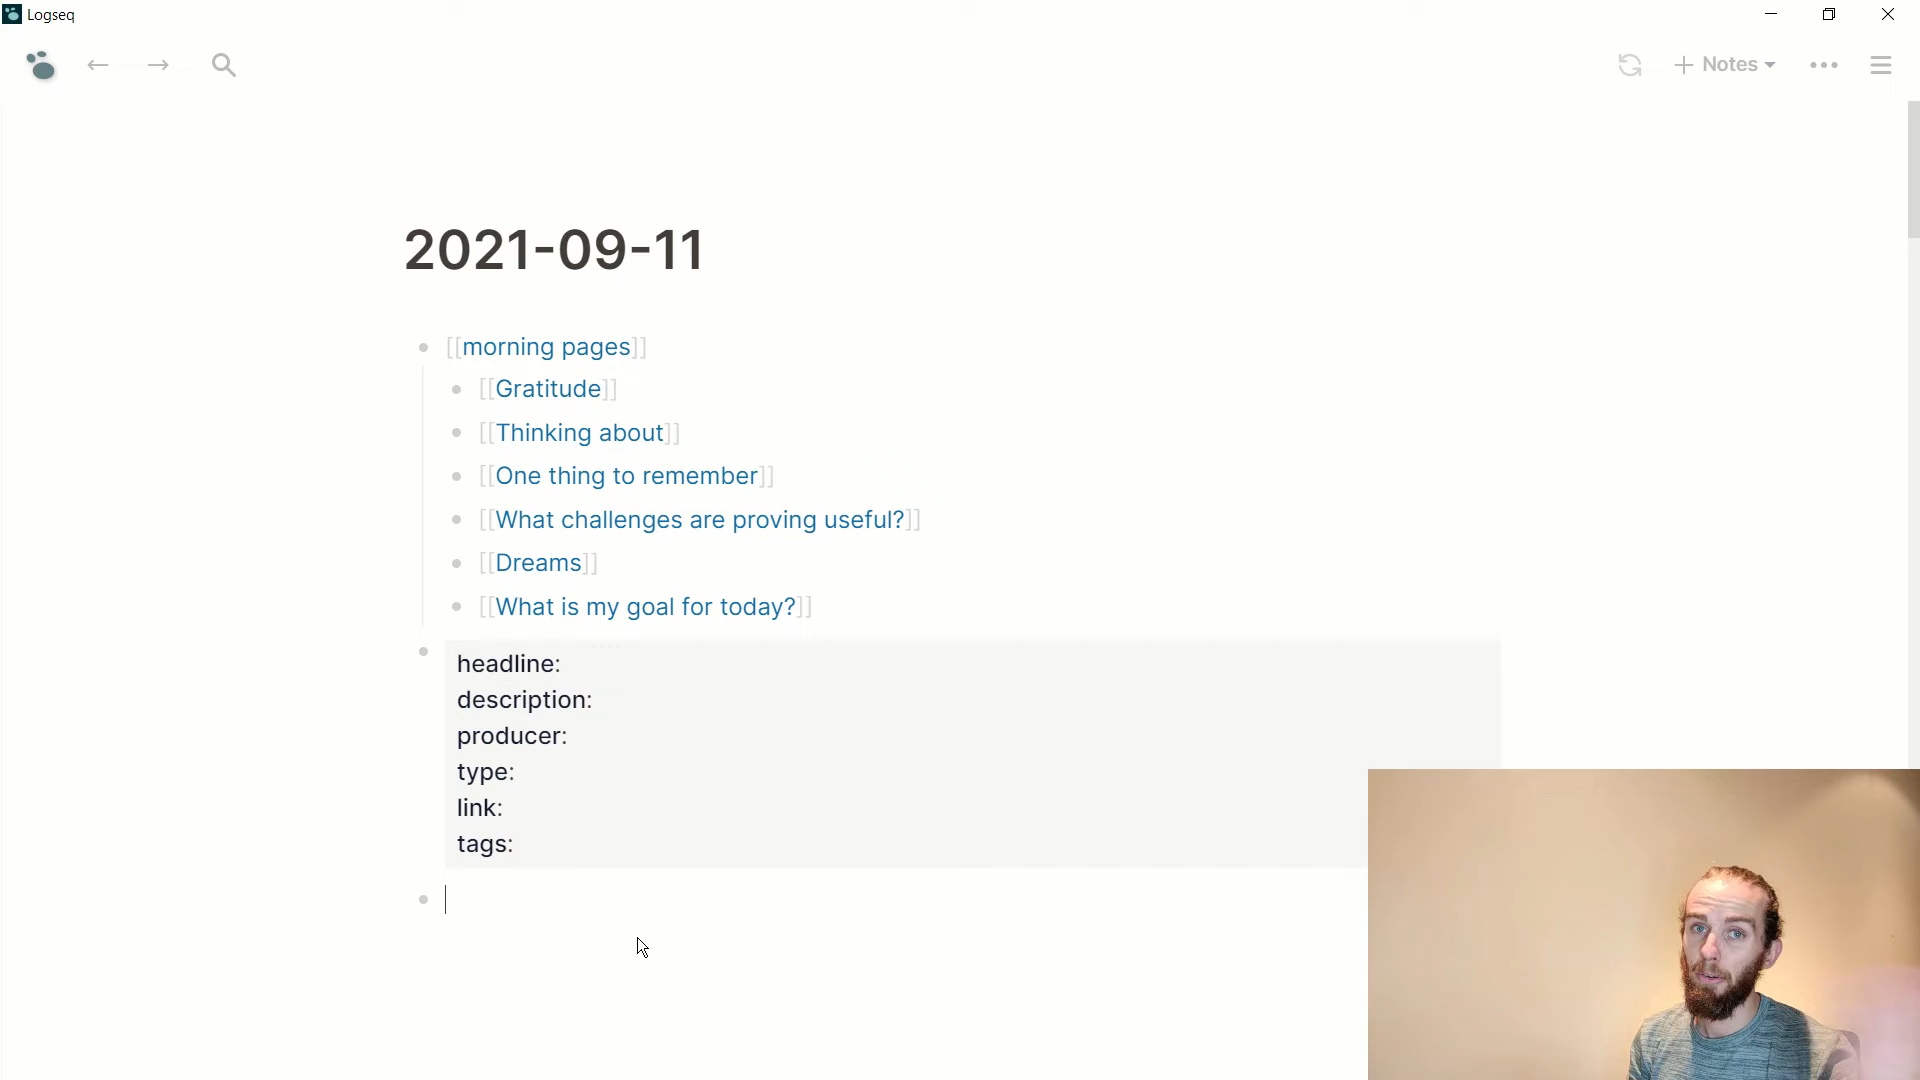 Logseq
Notes
2021-09-11
[[morning pages]]
[[Gratitude]]
[[Thinking about]]
[[One thing to remember]]
[[What challenges are proving useful?]]
[[Dreams]]
[[What is my goal for today?]]
headline:
description:
producer:
type:
link:
tags: